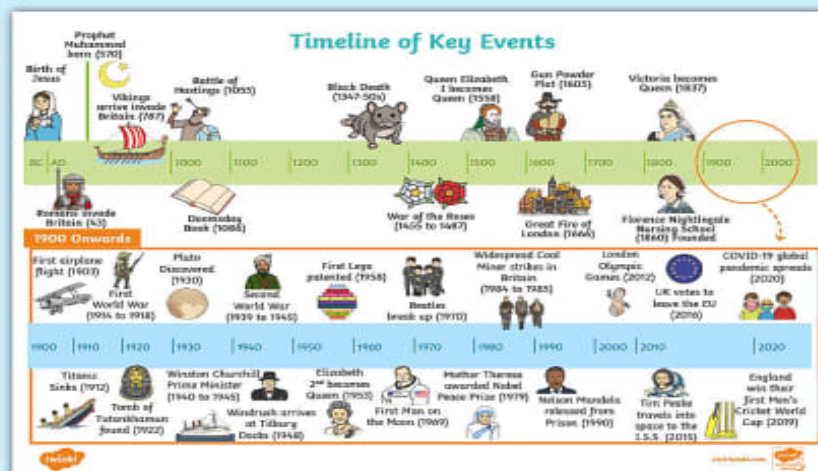 Timeline of Key Events
Prophet
Muhammad
born (570)
Birth of
Jesus
Vikings
arrive invade
Britain (787)
Battle of
Hastings (1055)
Black Death
(1347-50s)
Queen Elizabeth
I becomes
Queen (1558)
Gun Powder
Plot (1605)
Victoria becomes
Queen (1837)
BC AD 1000 1100 1200 1300 1400 1500 1600 1700 1800 1900 2000
Romans invade
Britain (43)
Doomsday
Book (1086)
War of the Roses
(1455 to 1487)
Great Fire of
London (1666)
Florence Nightingale
Nursing School
(1860) Founded
1900 Onwards
First airplane
flight (1903)
First
World War
(1914 to 1918)
Pluto
Discovered
(1930)
Second
World War
(1939 to 1945)
First Lego
patented (1958)
Beatles
break up (1970)
Widespread Coal
Miner strikes in
Britain
(1984 to 1985)
London
Olympic
Games (2012)
UK votes to
leave the EU
(2016)
COVID-19 global
pandemic spreads
(2020)
1900 1910 1920 1930 1940 1950 1960 1970 1980 1990 2000 2010 2020
Titanic
Sinks (1912)
Tomb of
Tutankhamun
found (1922)
Winston Churchill
Prime Minister
(1940 to 1945)
Windrush arrives
at Tilbury
Docks (1948)
Elizabeth
2nd becomes
Queen (1953)
First Man on
the Moon (1969)
Mother Theresa
awarded Nobel
Peace Prize (1979)
Nelson Mandela
released from
Prison (1990)
Tim Peake
travels into
space to the
I.S.S. (2015)
England
win their
first Men's
Cricket World
Cup (2019)
twinkl
visit twinkl.com